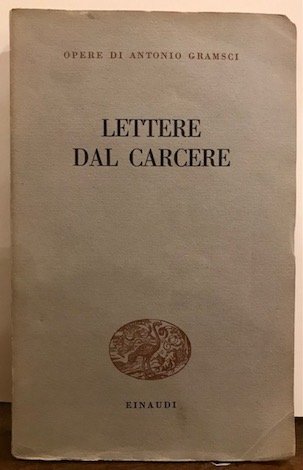 OPERE DI ANTONIO GRAMSCI
LETTERE
DAL CARCERE
EINAUDI